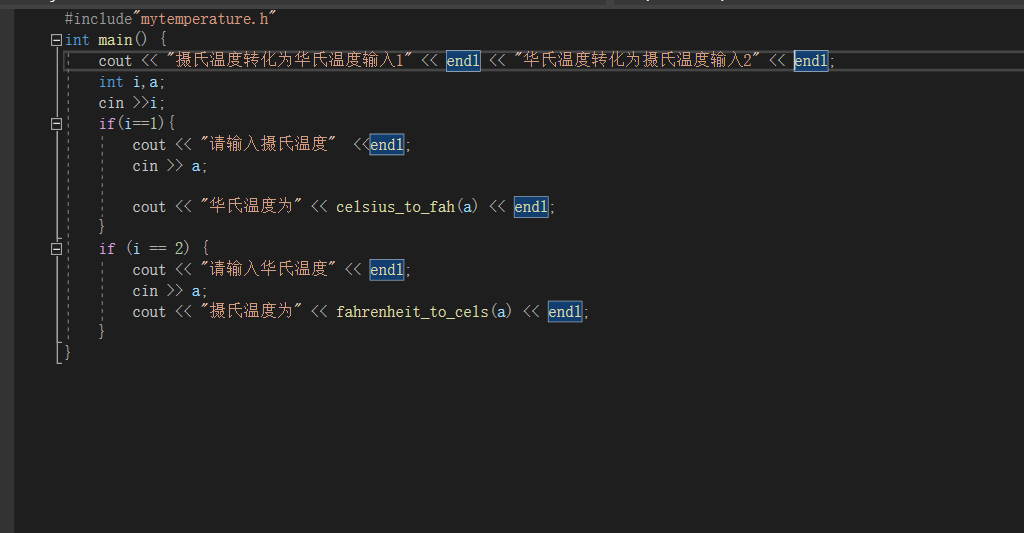 #include"mytemperature.h"
int main() {
cout << "摄氏温度转化为华氏温度输入1" << endl << "华氏温度转化为摄氏温度输入2" << endl;
int i,a;
cin >>i;
if(i==1){
cout << "请输入摄氏温度"  <<endl;
cin >> a;
cout << "华氏温度为" << celsius_to_fah(a) << endl;
}
if (i == 2) {
cout << "请输入华氏温度" << endl;
cin >> a;
cout << "摄氏温度为" << fahrenheit_to_cels(a) << endl;
}
}